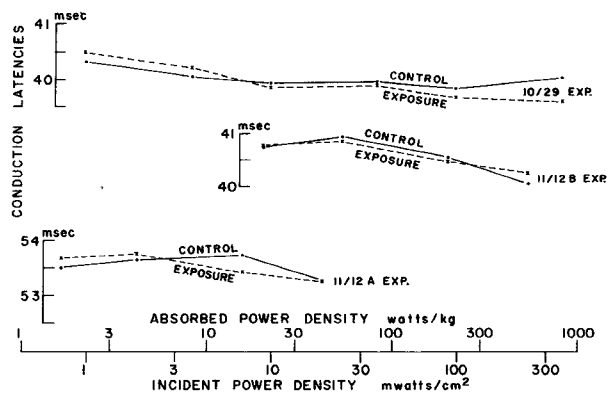 41 msec
LATENCIES
40
CONTROL
EXPOSURE
10/29 EXP.
CONDUCTION
41 msec
CONTROL
EXPOSURE
40
11/12 B EXP.
54 msec
CONTROL
EXPOSURE
53
11/12 A EXP.
ABSORBED POWER DENSITY watts/kg
1 3 10 30 100 300 1000
1 3 10 30 100 300
INCIDENT POWER DENSITY mwatts/cm²